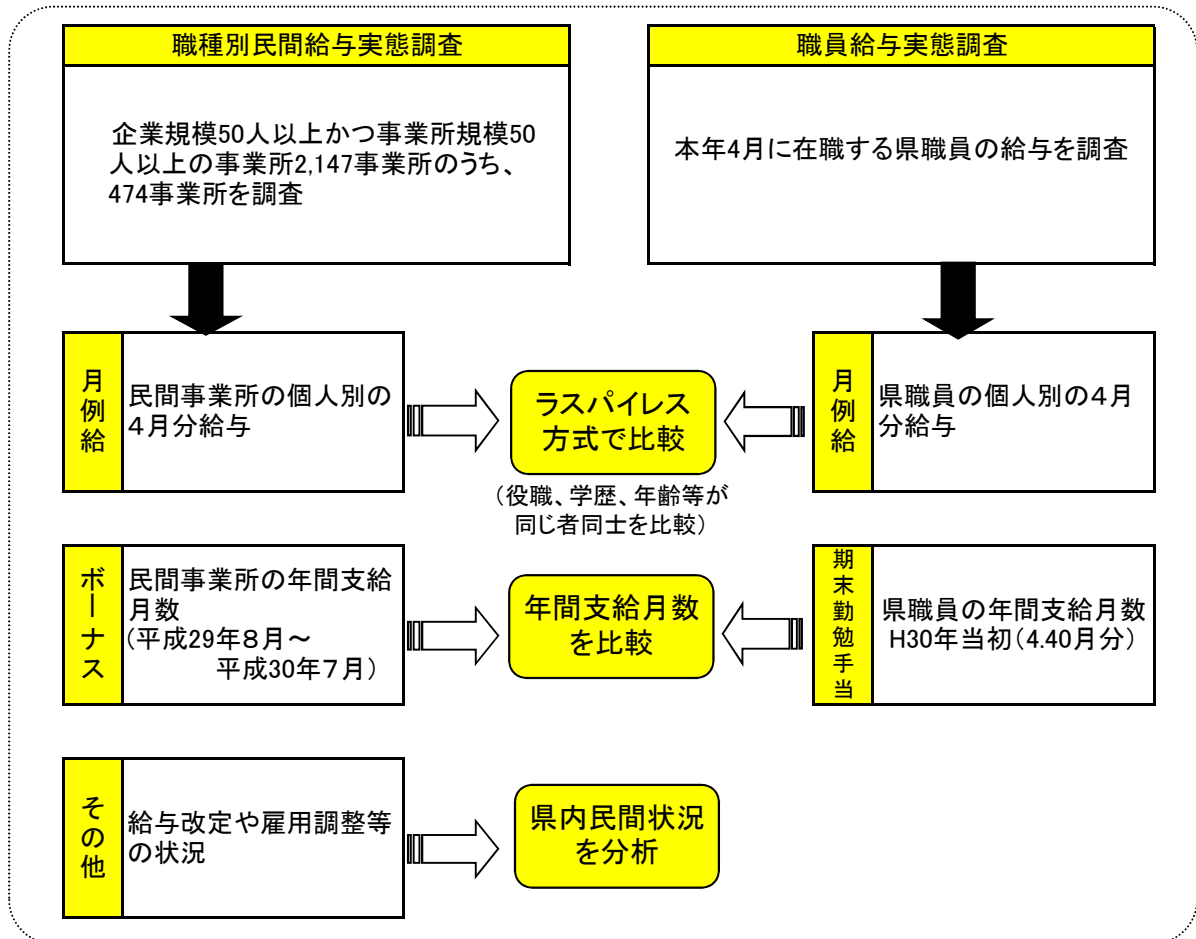 職種別民間給与実態調査
企業規模50人以上かつ事業所規模50
人以上の事業所2,147事業所のうち、
474事業所を調査
職員給与実態調査
本年4月に在職する県職員の給与を調査
月例給
民間事業所の個人別の
４月分給与
ラスパイレス
方式で比較
（役職、学歴、年齢等が
同じ者同士を比較）
月例給
県職員の個人別の４月
分給与
ボーナス
民間事業所の年間支給
月数
（平成29年８月～
平成30年７月）
年間支給月数
を比較
期末勤勉手当
県職員の年間支給月数
H30年当初（4.40月分）
その他
給与改定や雇用調整等
の状況
県内民間状況
を分析